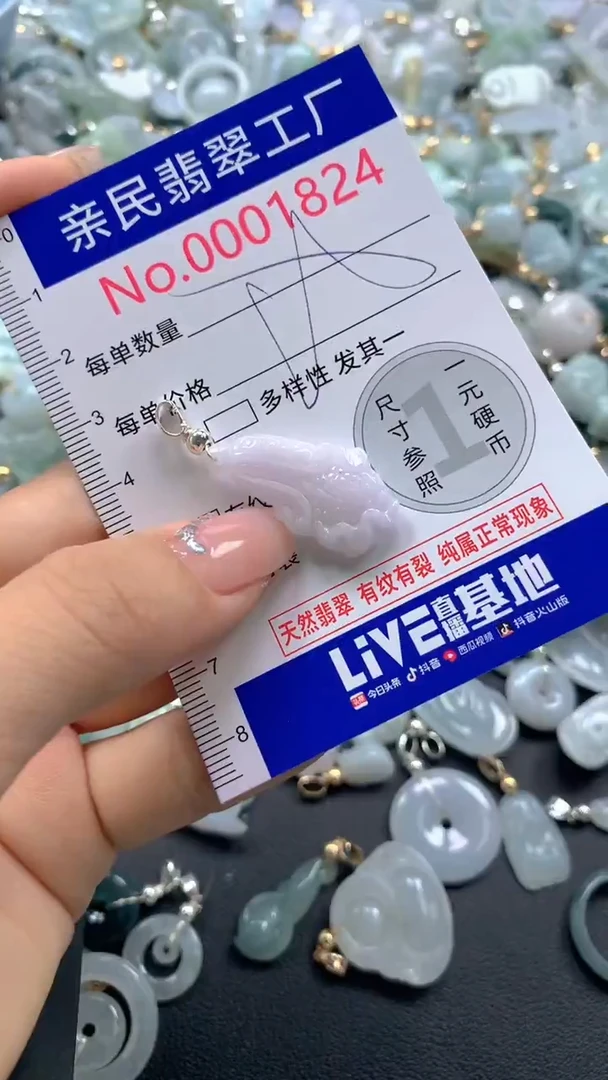 亲民翡翠工厂
No.0001824
每单数量
每单价格
多样性 发其一
尺寸参照
1
一元硬币
天然翡翠 有纹有裂 纯属正常现象
LiVE直播基地
今日头条 抖音 西瓜视频 抖音火山版
0
1
2
3
4
7
8